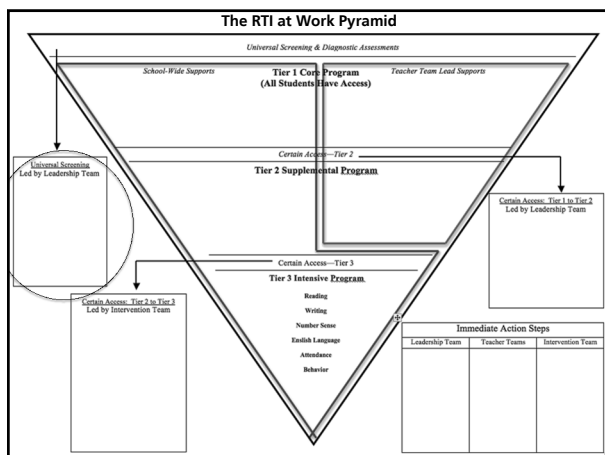 The RTI at Work Pyramid
Universal Screening & Diagnostic Assessments
School-Wide Supports
Tier 1 Core Program
(All Students Have Access)
Teacher Team Lead Supports
Certain Access—Tier 2
Tier 2 Supplemental Program
Universal Screening
Led by Leadership Team
Certain Access: Tier 1 to Tier 2
Led by Leadership Team
Certain Access—Tier 3
Tier 3 Intensive Program
Reading
Writing
Number Sense
Enslish Language
Attendance
Behavior
Certain Access: Tier 2 to Tier 3
Led by Intervention Team
Immediate Action Steps
Leadership Team Teacher Teams Intervention Team